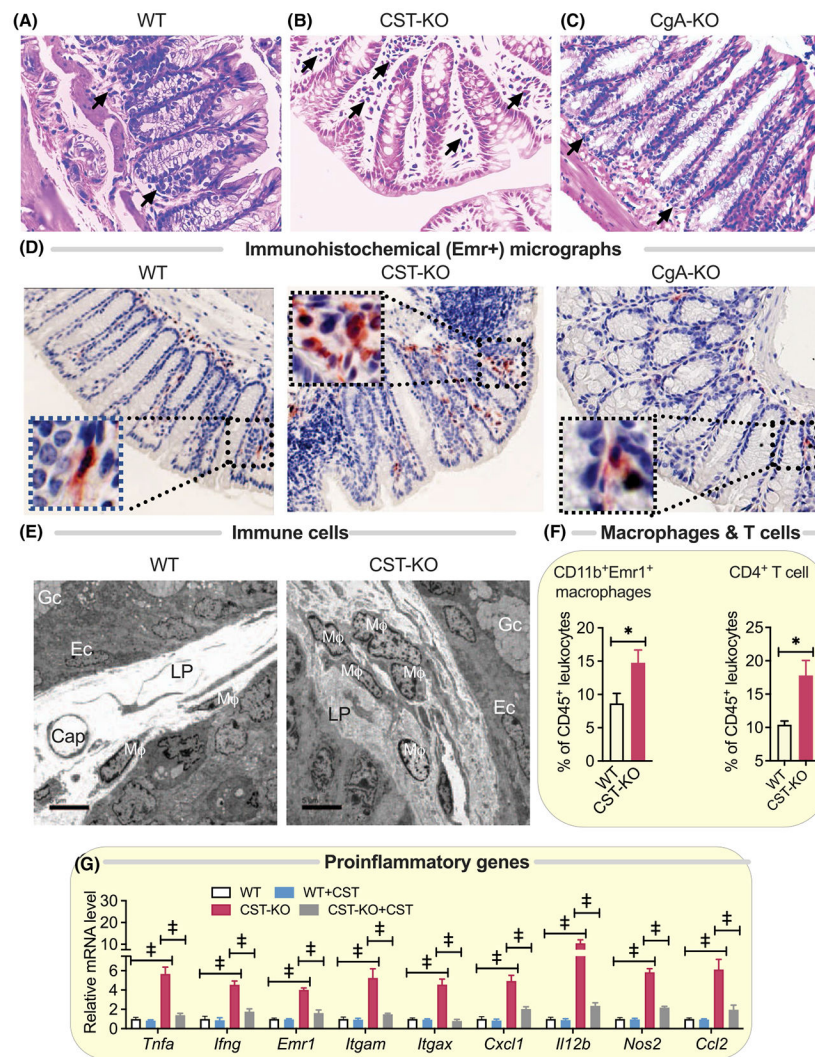 (A) WT
(B) CST-KO
(C) CgA-KO
(D) Immunohistochemical (Emr+) micrographs
WT
CST-KO
CgA-KO
(E) Immune cells
WT
CST-KO
Gc
Ec
LP
Mφ
Cap
Mφ
Mφ
Gc
Mφ
Mφ
Mφ
LP
Ec
Mφ
(F) Macrophages & T cells
CD11b+Emr1+
macrophages
% of CD45+ leukocytes
20
15
10
5
0
*
WT
CST-KO
CD4+ T cell
% of CD45+ leukocytes
25
20
15
10
5
*
WT
CST-KO
(G) Proinflammatory genes
WT WT+CST
CST-KO CST-KO+CST
Relative mRNA level
30
20
10
6
4
2
0
‡ ‡ ‡ ‡ ‡ ‡ ‡ ‡ ‡ ‡ ‡ ‡ ‡ ‡ ‡ ‡ ‡ ‡
Tnfa Ifng Emr1 Itgam Itgax Cxcl1 Il12b Nos2 Ccl2